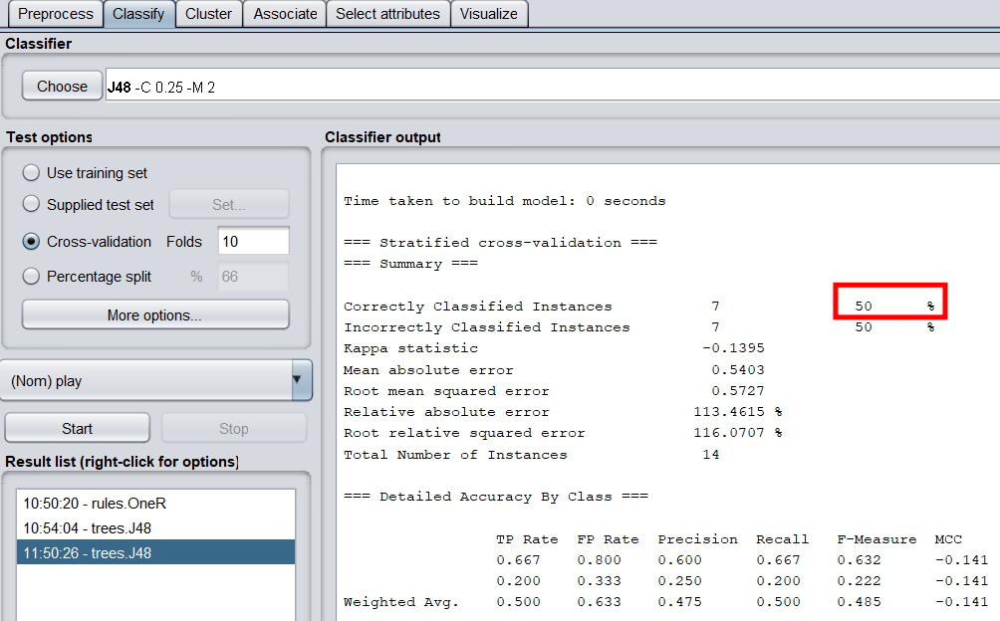 Preprocess Classify Cluster Associate Select attributes Visualize
Classifier
Choose J48 -C 0.25 -M 2
Test options
Use training set
Supplied test set Set...
Cross-validation Folds 10
Percentage split % 66
More options...
(Nom) play
Start Stop
Result list (right-click for options)
10:50:20 - rules.OneR
10:54:04 - trees.J48
11:50:26 - trees.J48
Classifier output
Time taken to build model: 0 seconds
=== Stratified cross-validation ===
=== Summary ===
Correctly Classified Instances 7 50 %
Incorrectly Classified Instances 7 50 %
Kappa statistic -0.1395
Mean absolute error 0.5403
Root mean squared error 0.5727
Relative absolute error 113.4615 %
Root relative squared error 116.0707 %
Total Number of Instances 14
=== Detailed Accuracy By Class ===
TP Rate FP Rate Precision Recall F-Measure MCC
0.667 0.800 0.600 0.667 0.632 -0.141
0.200 0.333 0.250 0.200 0.222 -0.141
Weighted Avg. 0.500 0.633 0.475 0.500 0.485 -0.141